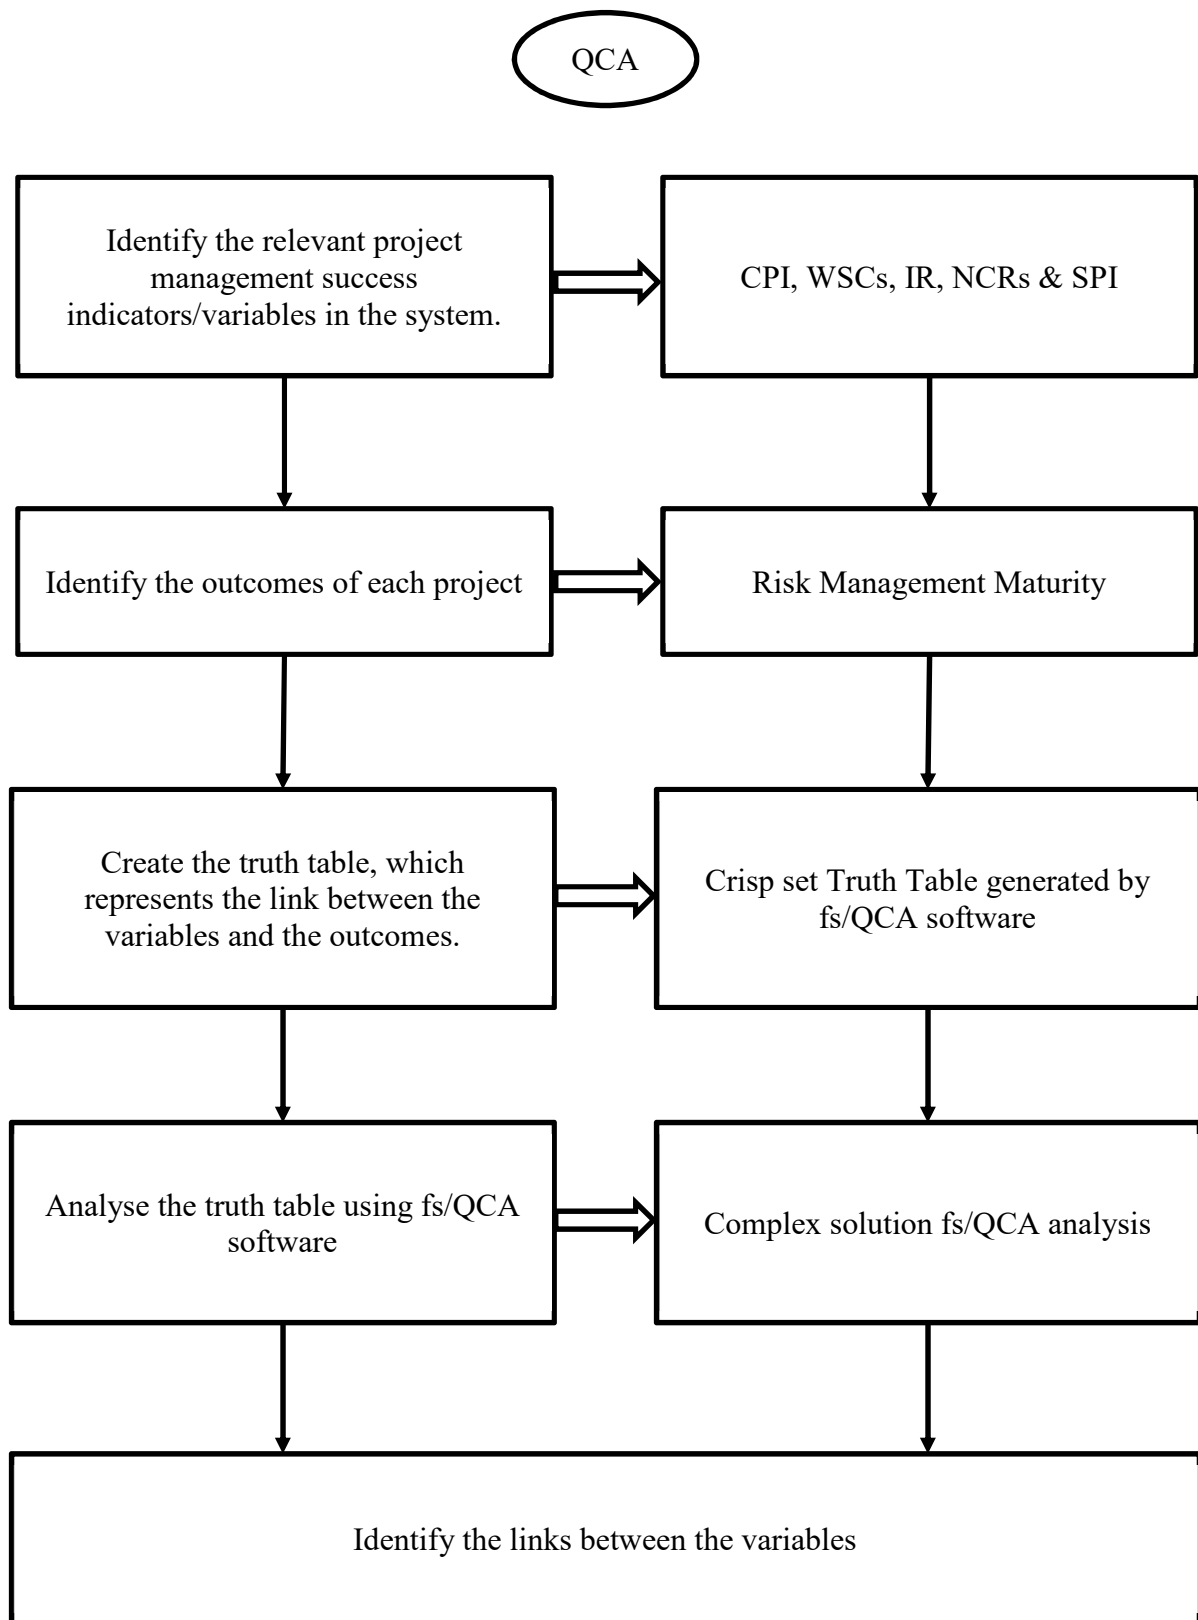 QCA
Identify the relevant project
management success
indicators/variables in the system.
CPI, WSCs, IR, NCRs & SPI
Identify the outcomes of each project
Risk Management Maturity
Create the truth table, which
represents the link between the
variables and the outcomes.
Crisp set Truth Table generated by
fs/QCA software
Analyse the truth table using fs/QCA
software
Complex solution fs/QCA analysis
Identify the links between the variables